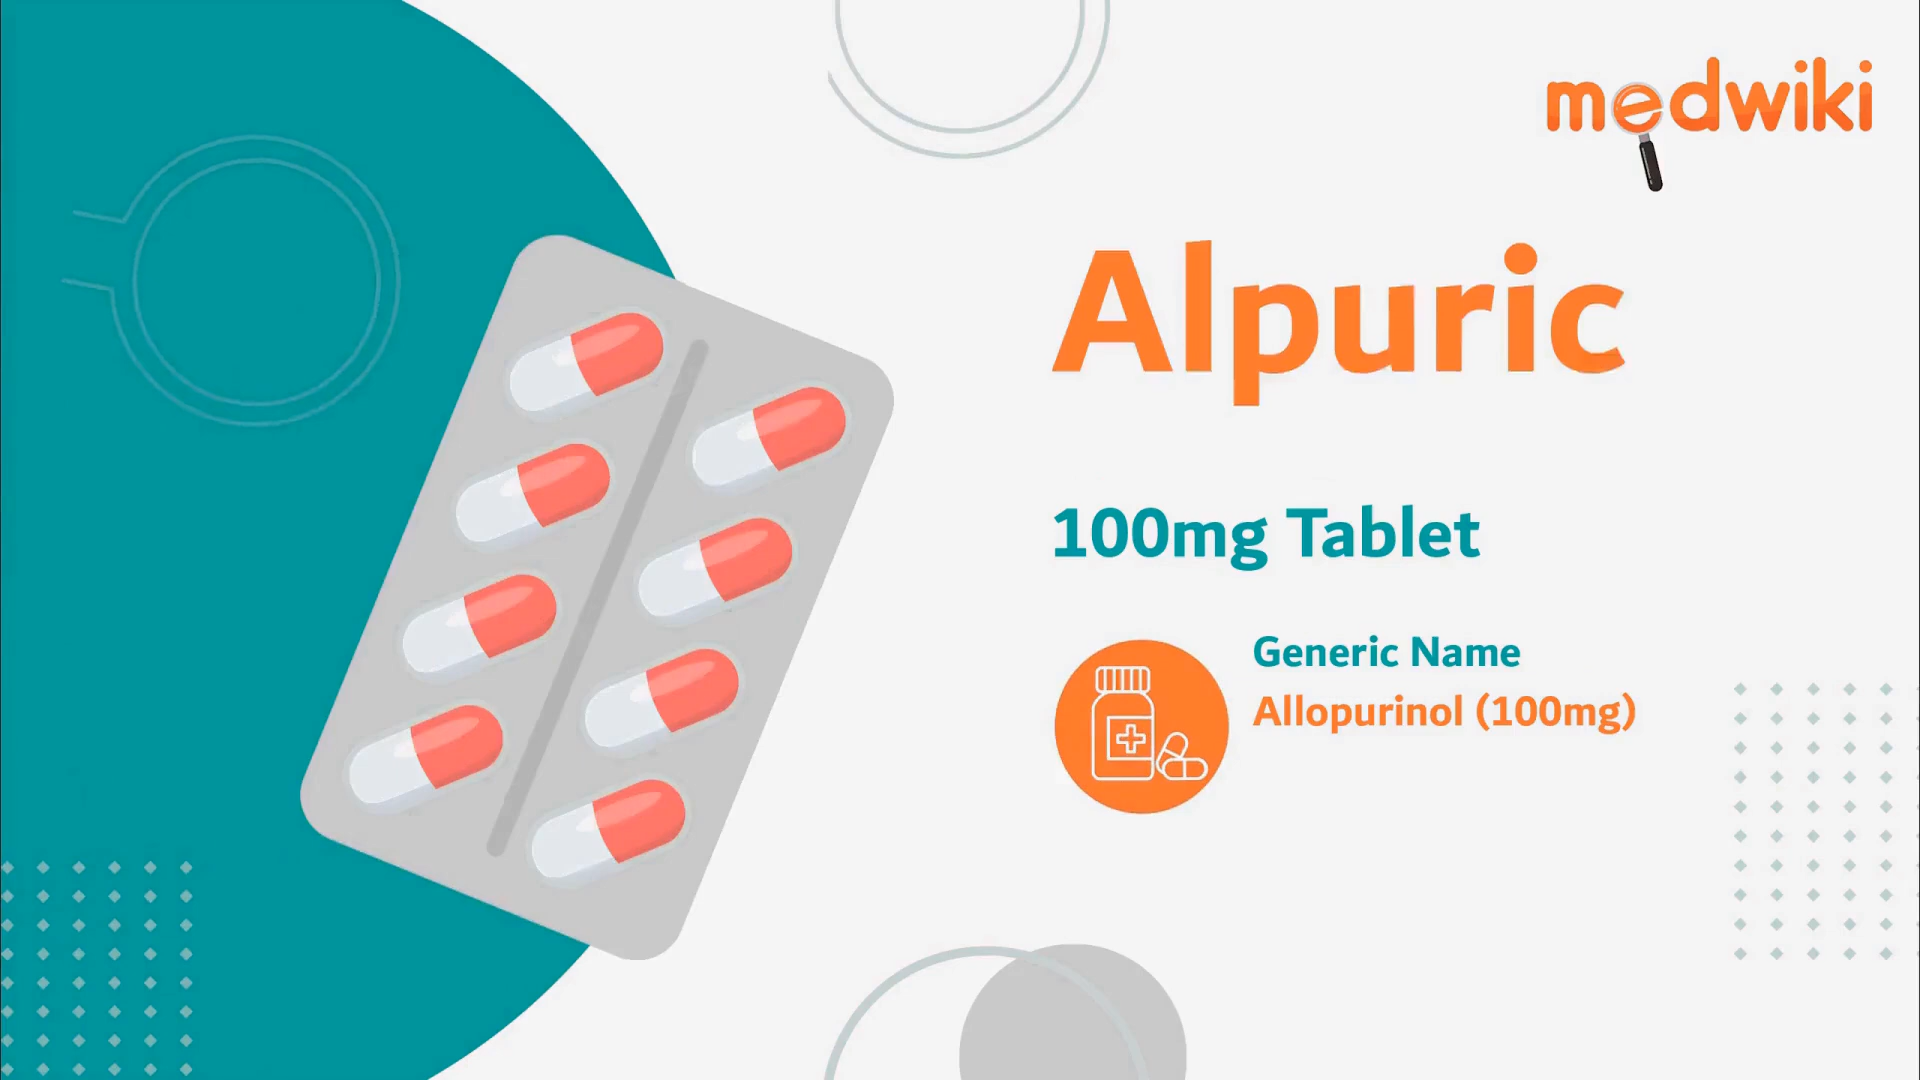 medwiki
Alpuric
100mg Tablet
Generic Name
Allopurinol (100mg)